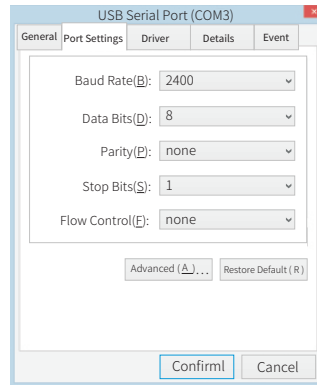 USB Serial Port (COM3)
General Port Settings Driver Details Event
Baud Rate(B): 2400
Data Bits(D): 8
Parity(P): none
Stop Bits(S): 1
Flow Control(F): none
Advanced (A)... Restore Default ( R )
Confirml Cancel